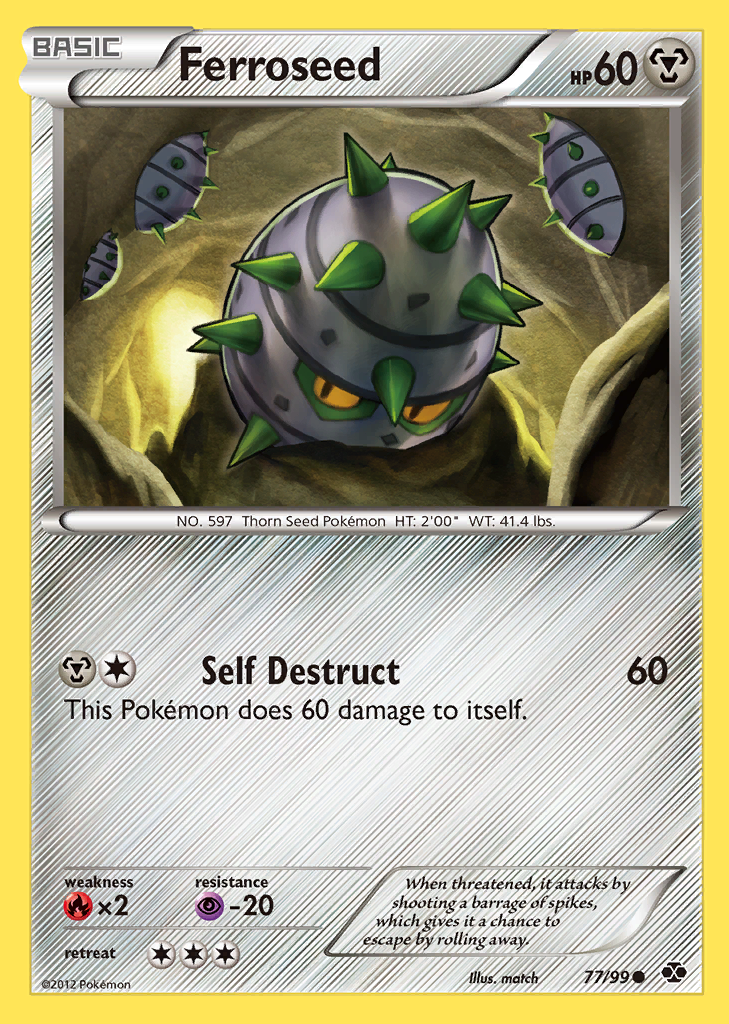 BASIC
Ferroseed
HP60
NO. 597 Thorn Seed Pokémon HT: 2'00" WT: 41.4 lbs.
Self Destruct 60
This Pokémon does 60 damage to itself.
weakness resistance
×2 -20
When threatened, it attacks by
shooting a barrage of spikes,
which gives it a chance to
escape by rolling away.
retreat
©2012 Pokémon
Illus. match
77/99